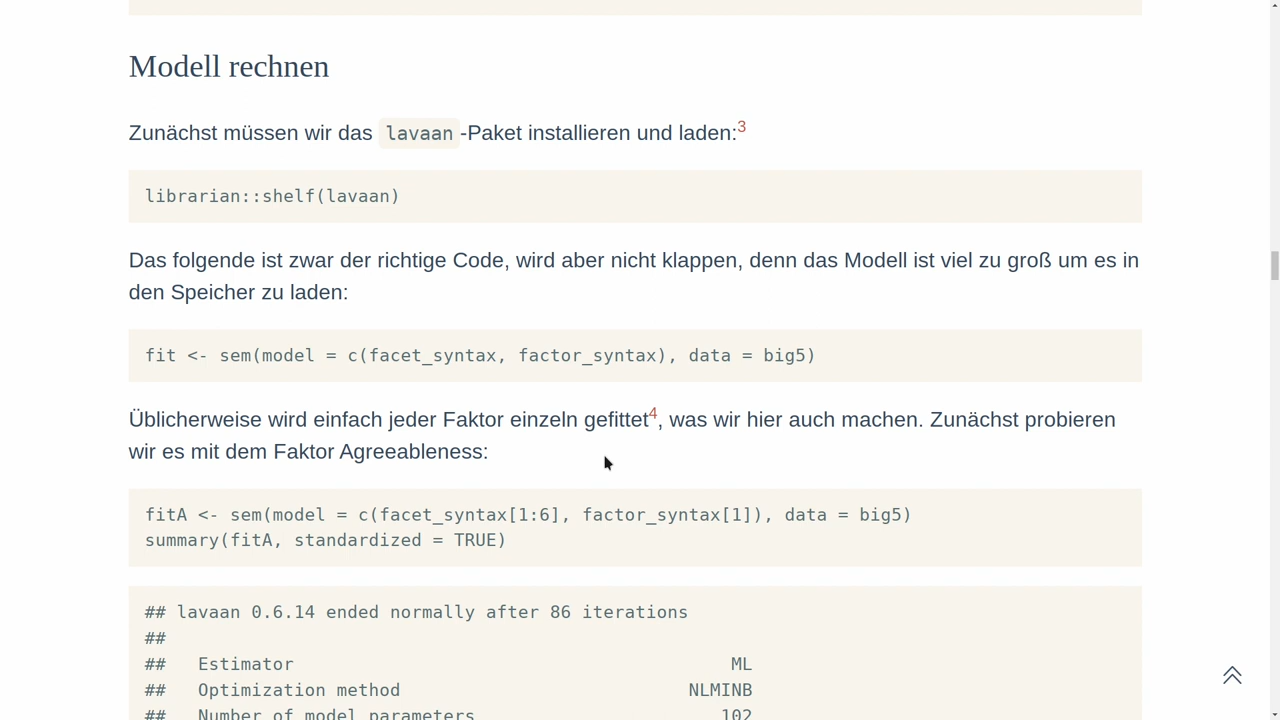 Modell rechnen
Zunächst müssen wir das lavaan-Paket installieren und laden:3
librarian::shelf(lavaan)
Das folgende ist zwar der richtige Code, wird aber nicht klappen, denn das Modell ist viel zu groß um es in
den Speicher zu laden:
fit <- sem(model = c(facet_syntax, factor_syntax), data = big5)
Üblicherweise wird einfach jeder Faktor einzeln gefittet4, was wir hier auch machen. Zunächst probieren
wir es mit dem Faktor Agreeableness:
fitA <- sem(model = c(facet_syntax[1:6], factor_syntax[1]), data = big5)
summary(fitA, standardized = TRUE)
## lavaan 0.6.14 ended normally after 86 iterations
##
##   Estimator                                         ML
##   Optimization method                           NLMINB
##   Number of model parameters                       102